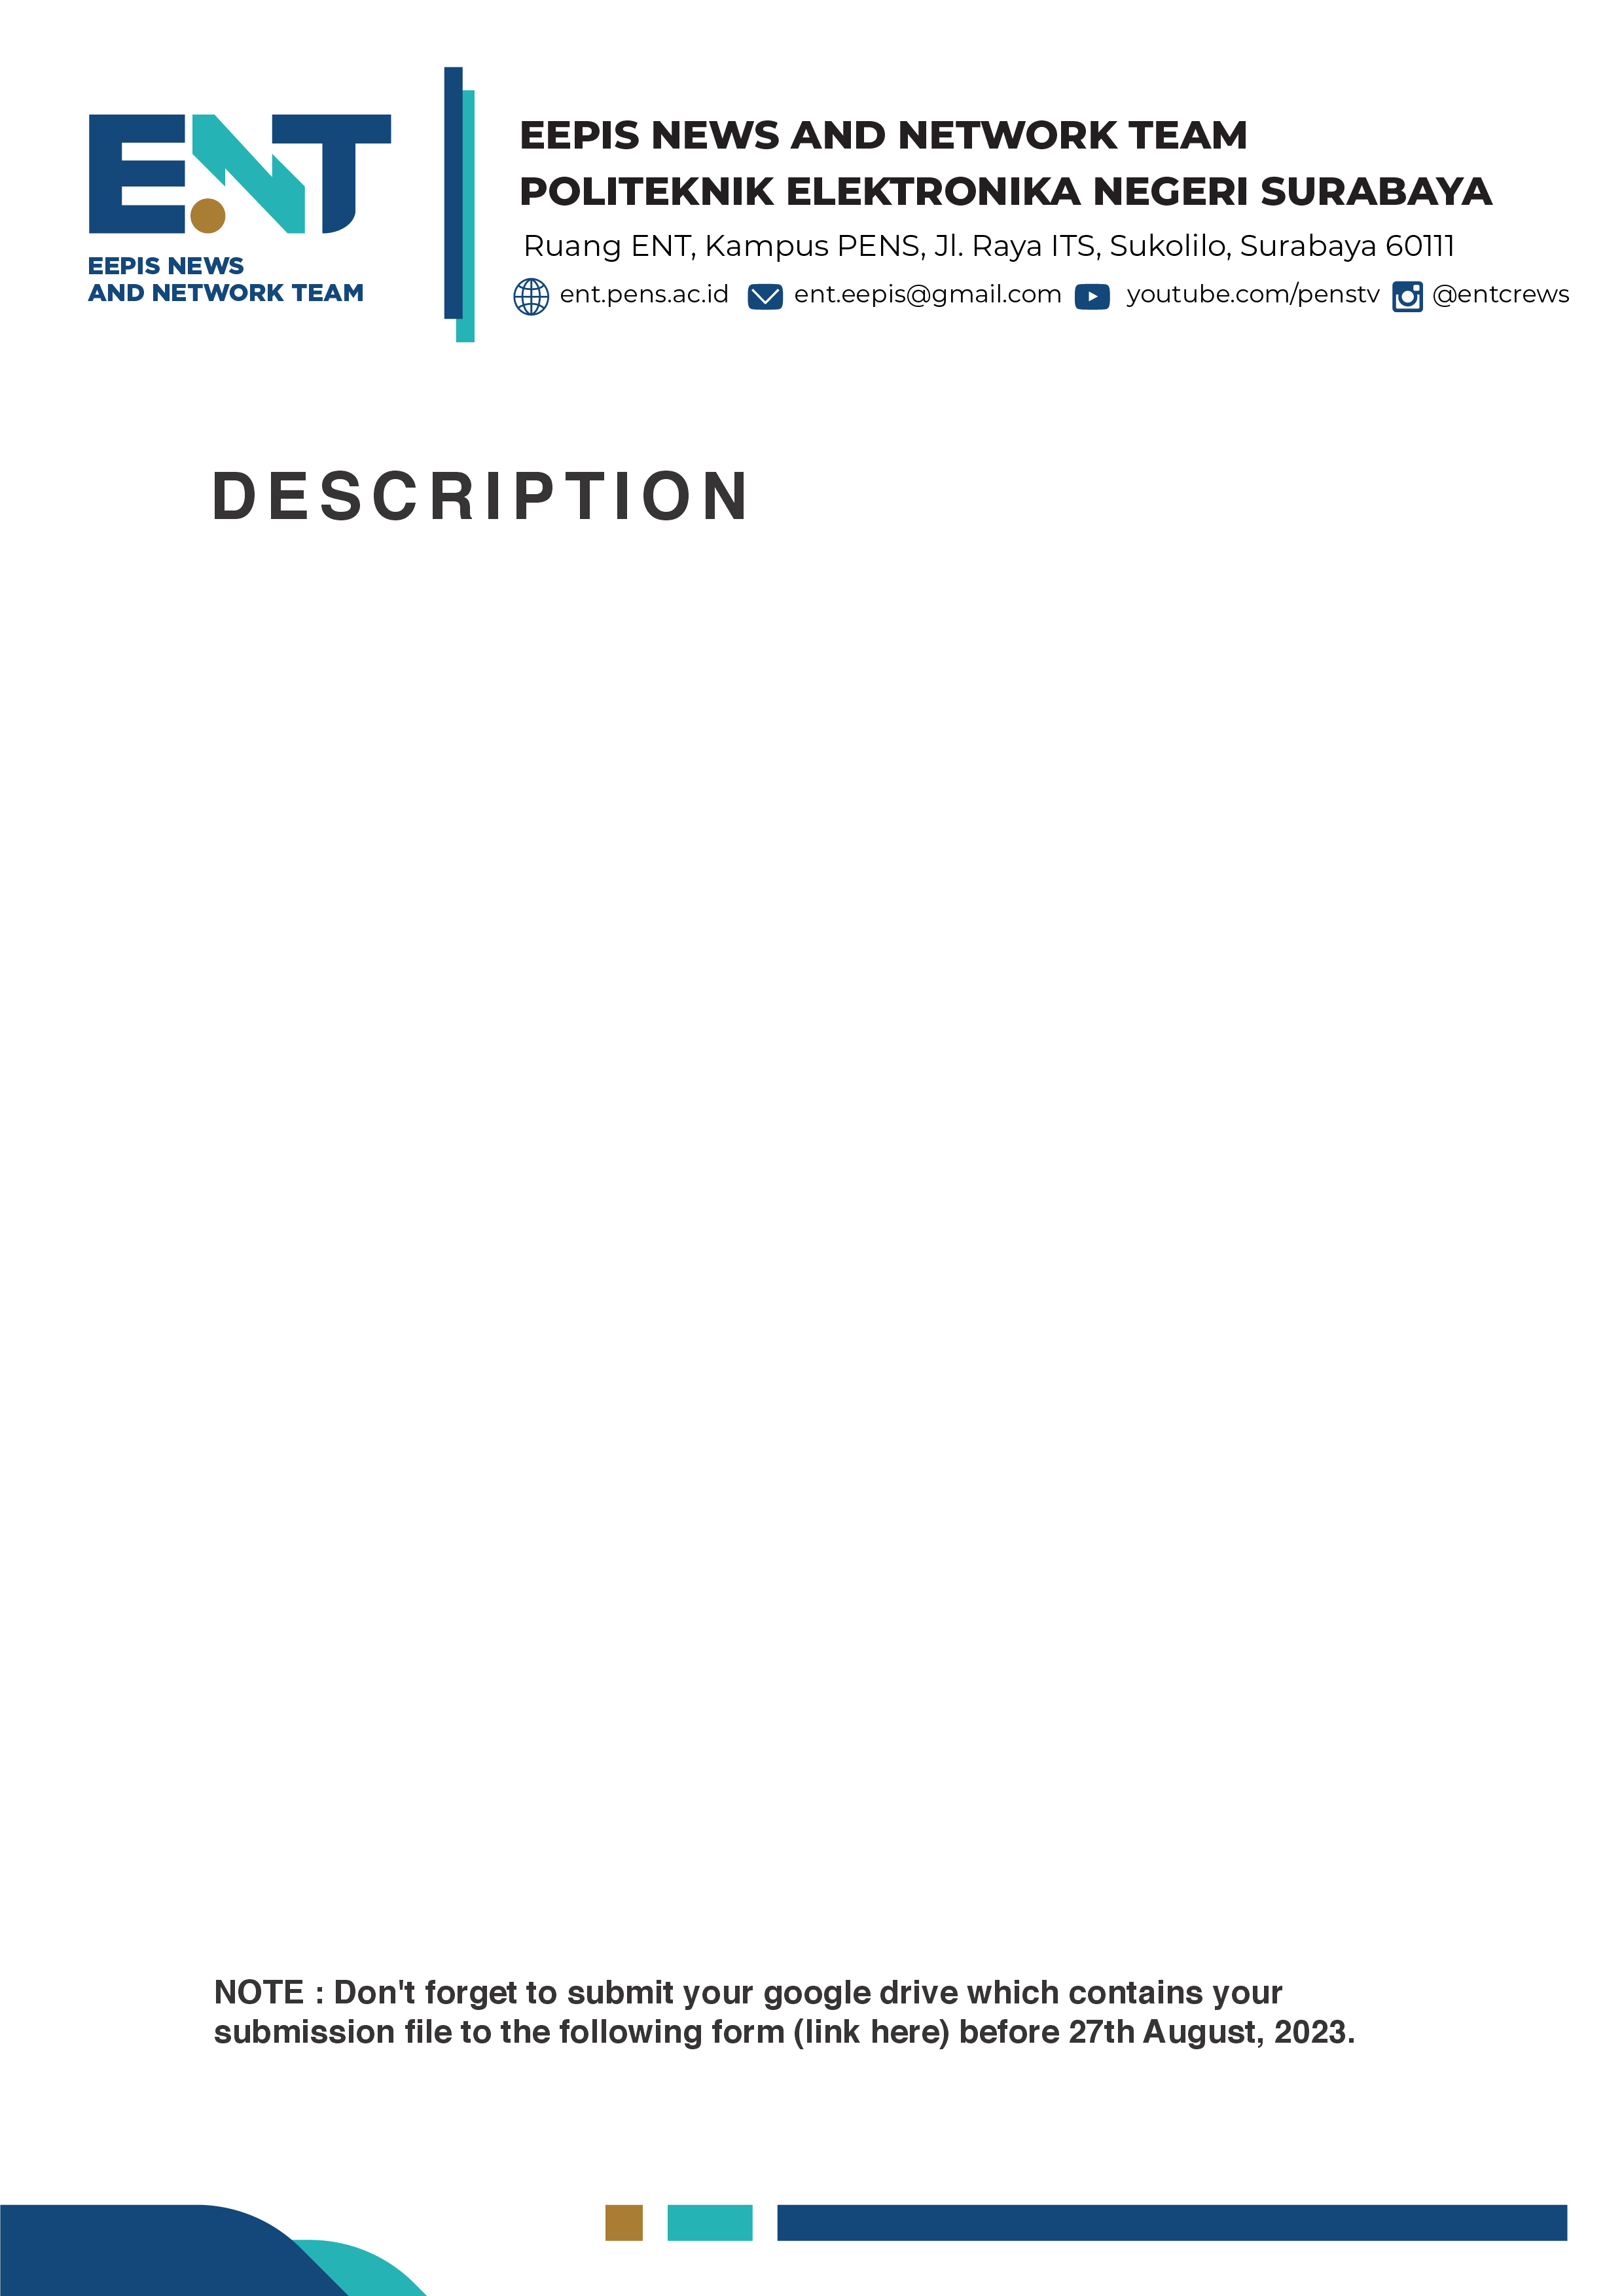 ENT
EEPIS NEWS
AND NETWORK TEAM
EEPIS NEWS AND NETWORK TEAM
POLITEKNIK ELEKTRONIKA NEGERI SURABAYA
Ruang ENT, Kampus PENS, Jl. Raya ITS, Sukolilo, Surabaya 60111
ent.pens.ac.id ent.eepis@gmail.com youtube.com/penstv @entcrews
DESCRIPTION
NOTE : Don't forget to submit your google drive which contains your
submission file to the following form (link here) before 27th August, 2023.